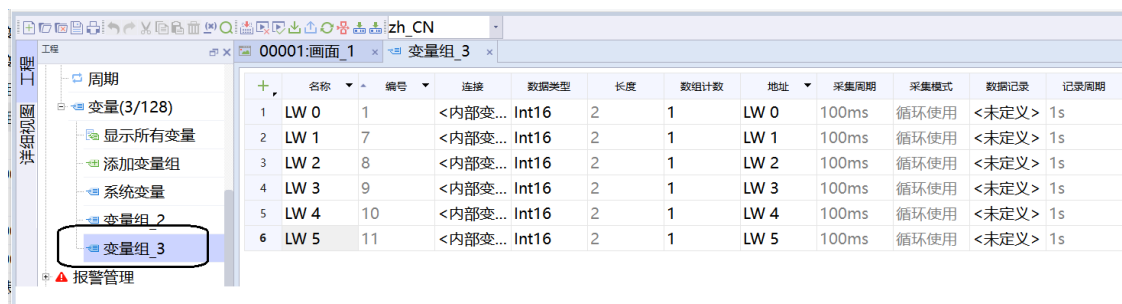 zh_CN
工程
00001:画面_1 × 变量组_3 ×
工程
详细视图
周期
变量(3/128)
显示所有变量
添加变量组
系统变量
变量组_2
变量组_3
报警管理
名称 编号 连接 数据类型 长度 数组计数 地址 采集周期 采集模式 数据记录 记录周期
1 LW 0 1 <内部变... Int16 2 1 LW 0 100ms 循环使用 <未定义> 1s
2 LW 1 7 <内部变... Int16 2 1 LW 1 100ms 循环使用 <未定义> 1s
3 LW 2 8 <内部变... Int16 2 1 LW 2 100ms 循环使用 <未定义> 1s
4 LW 3 9 <内部变... Int16 2 1 LW 3 100ms 循环使用 <未定义> 1s
5 LW 4 10 <内部变... Int16 2 1 LW 4 100ms 循环使用 <未定义> 1s
6 LW 5 11 <内部变... Int16 2 1 LW 5 100ms 循环使用 <未定义> 1s